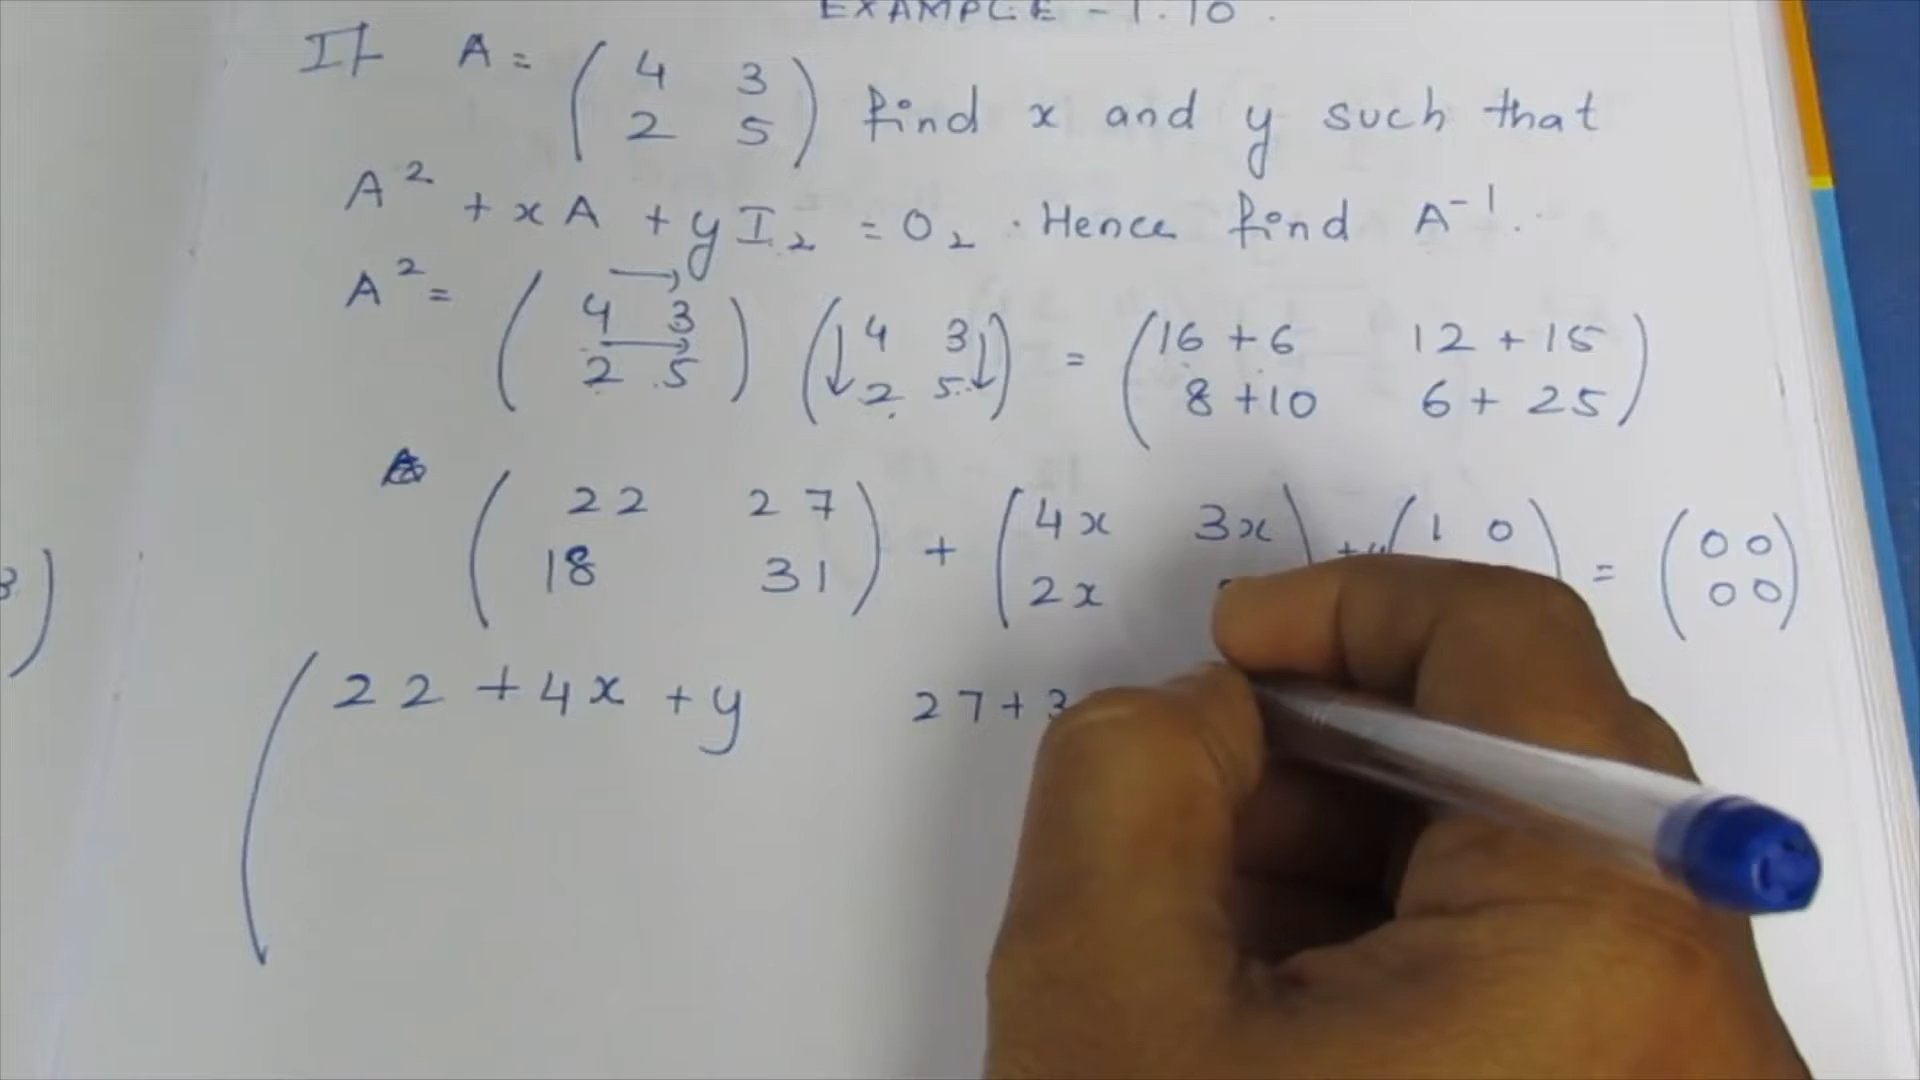 EXAMPLE - 1.10.
If A = ( 4 3 ) find x and y such that
( 2 5 )
A² + xA + yI₂ = O₂. Hence find A⁻¹.
A² = ( 4 3 ) ( 4 3 ) = ( 16 + 6 12 + 15 )
( 2 5 ) ( 2 5 ) ( 8 + 10 6 + 25 )
( 22 27 ) + ( 4x 3x ) + ( 1 0 ) = ( 0 0 )
( 18 31 ) ( 2x ( 0 0 )
( 22 + 4x + y 27 + 3